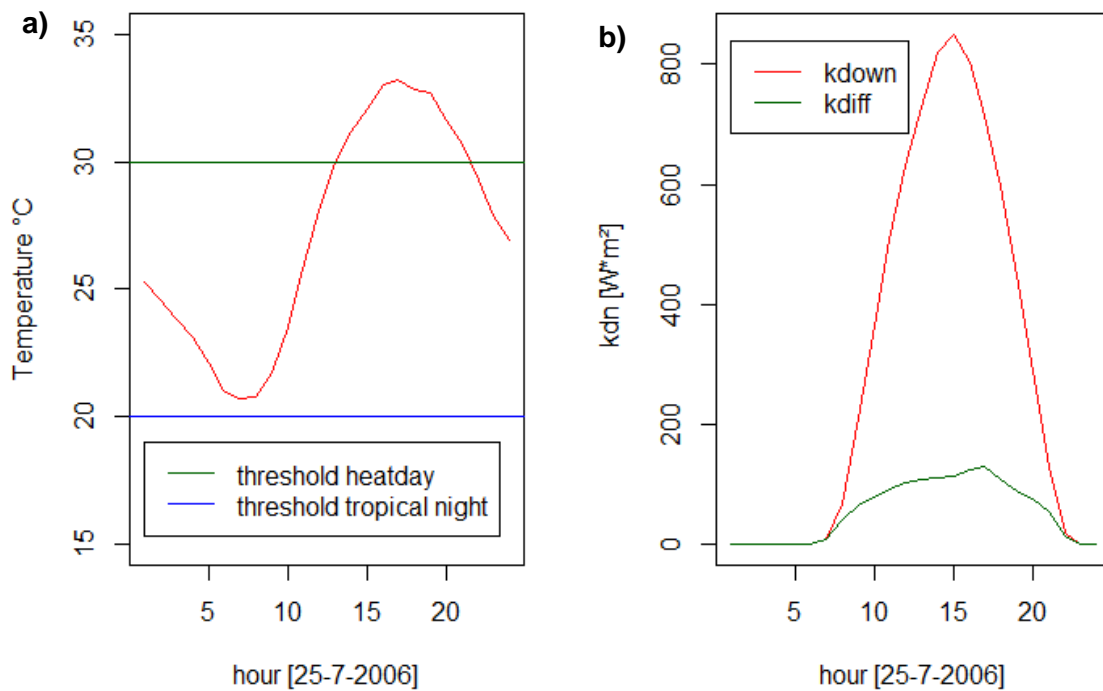 a)
35
30
25
20
15
Temperature °C
threshold heatday
threshold tropical night
5 10 15 20
hour [25-7-2006]
b)
800
600
400
200
0
kdn [W*m²]
kdown
kdiff
5 10 15 20
hour [25-7-2006]